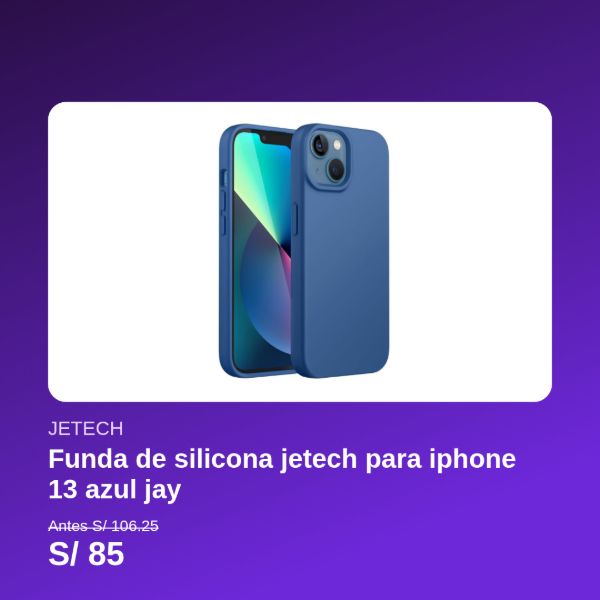 JETECH
Funda de silicona jetech para iphone
13 azul jay
Antes S/ 106.25
S/ 85